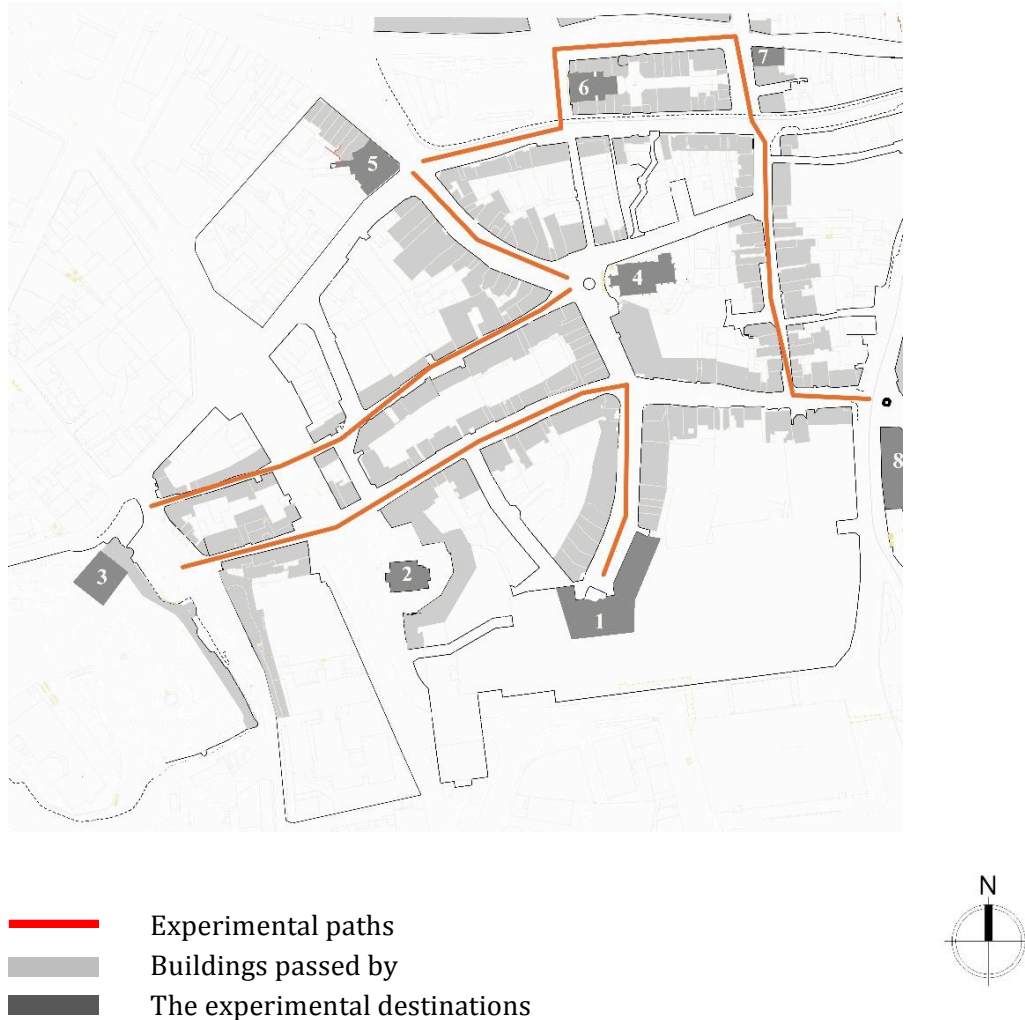 7
6
5
4
8
2
3
1
N
Experimental paths
Buildings passed by
The experimental destinations